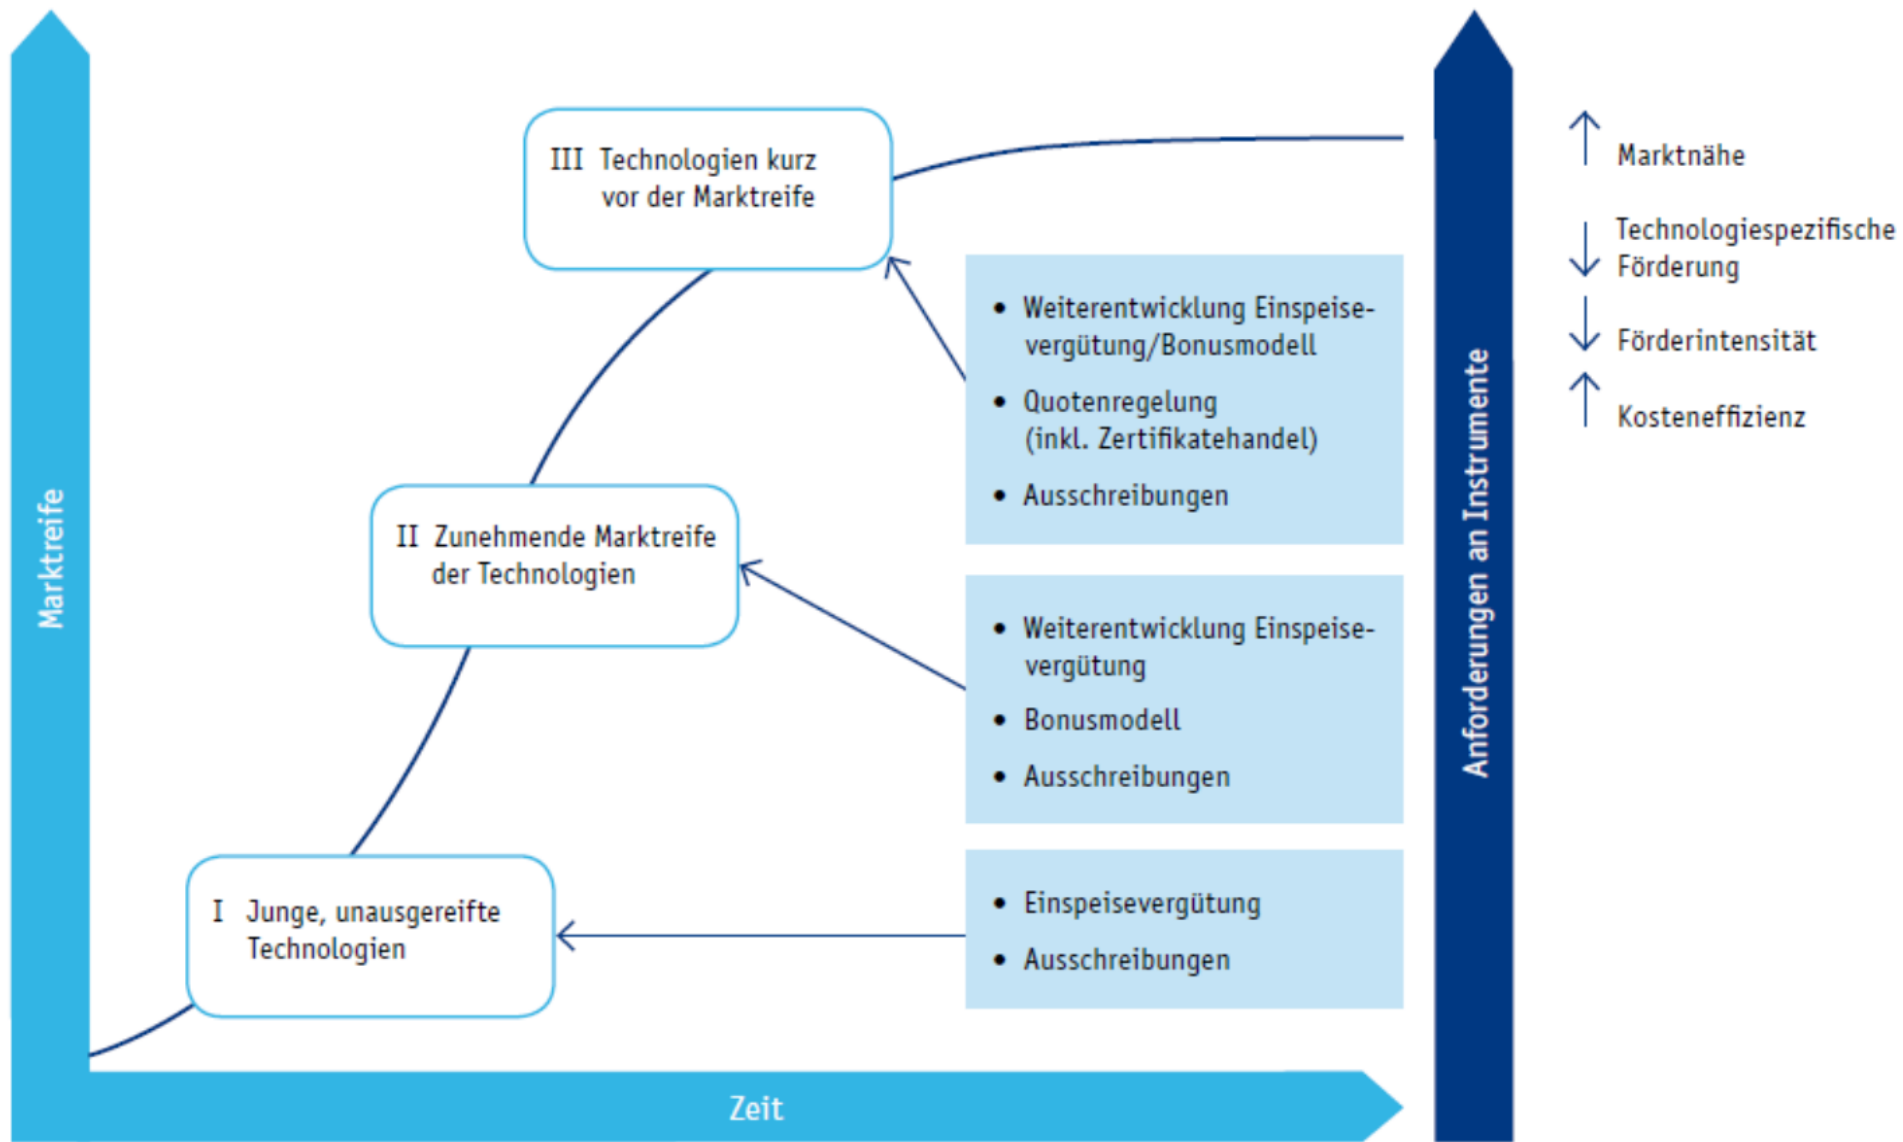 Marktreife
III Technologien kurz
vor der Marktreife
II Zunehmende Marktreife
der Technologien
I Junge, unausgereifte
Technologien
• Weiterentwicklung Einspeise-
vergütung/Bonusmodell
• Quotenregelung
(inkl. Zertifikatehandel)
• Ausschreibungen
• Weiterentwicklung Einspeise-
vergütung
• Bonusmodell
• Ausschreibungen
• Einspeisevergütung
• Ausschreibungen
Zeit
Anforderungen an Instrumente
Marktnähe
Technologiespezifische
Förderung
Förderintensität
Kosteneffizienz